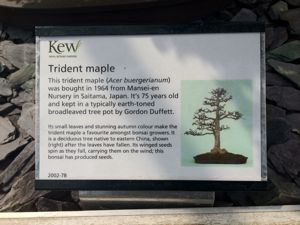 Kew
ROYAL BOTANIC GARDENS
Trident maple
This trident maple (Acer buergerianum)
was bought in 1964 from Mansei-en
Nursery in Saitama, Japan. It's 75 years old
and kept in a typically earth-toned
broadleaved tree pot by Gordon Duffett.
Its small leaves and stunning autumn colour make the
trident maple a favourite amongst bonsai growers. It
is a deciduous tree native to eastern China, shown
(right) after the leaves have fallen. Its winged seeds
spin as they fall, carrying them on the wind; this
bonsai has produced seeds.
2002-78